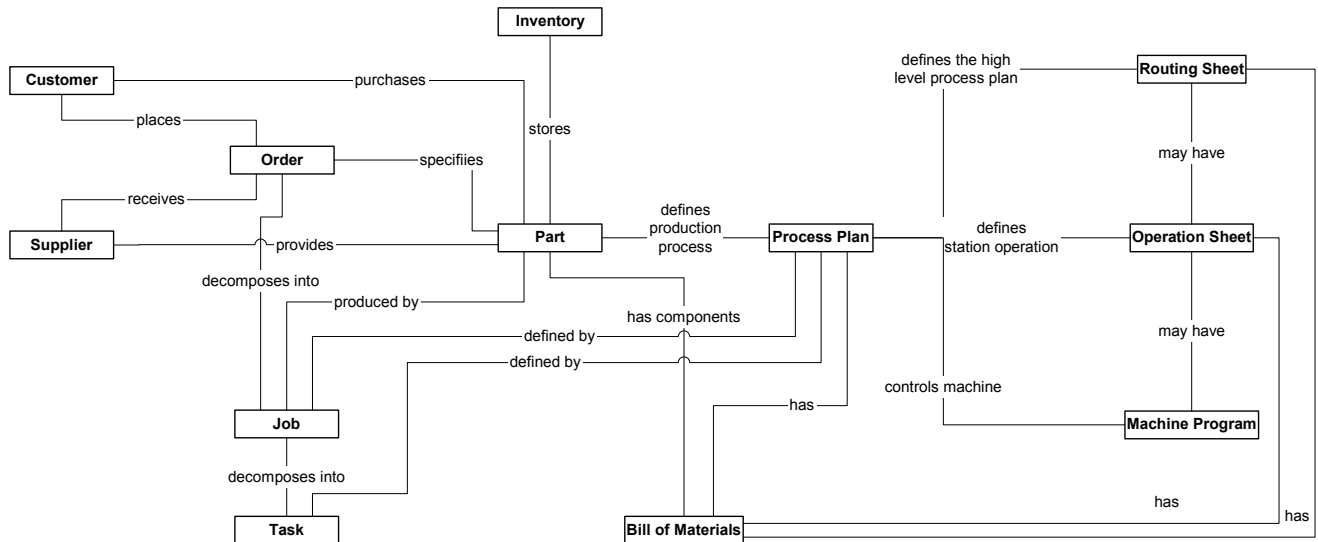 Inventory
Customer
purchases
defines the high
level process plan
Routing Sheet
places
stores
Order
specifiies
may have
receives
defines
production
process
Supplier
provides
Part
Process Plan
defines
station operation
Operation Sheet
decomposes into
produced by
has components
defined by
may have
defined by
controls machine
has
Job
Machine Program
decomposes into
has
has
Task
Bill of Materials